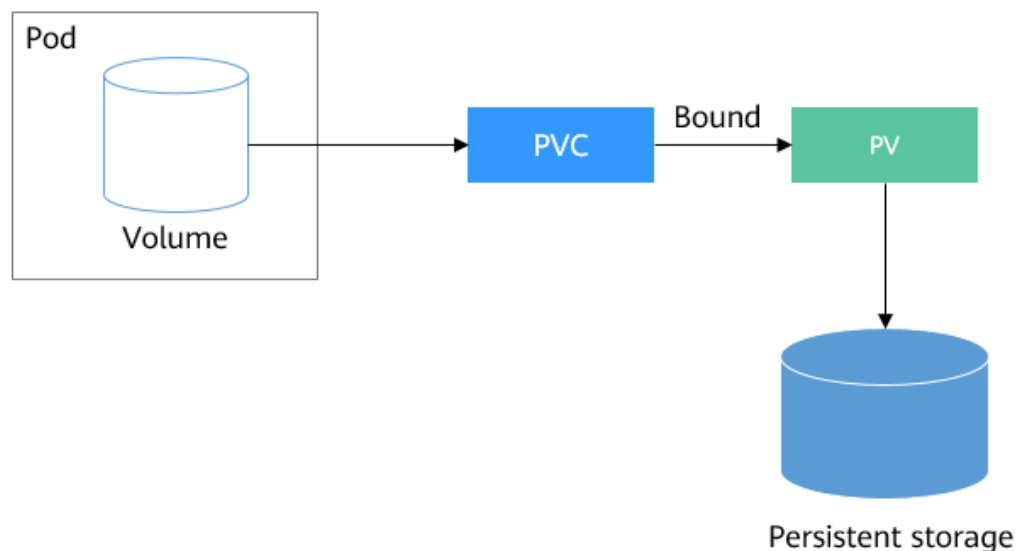 Pod
Volume
PVC
Bound
PV
Persistent storage